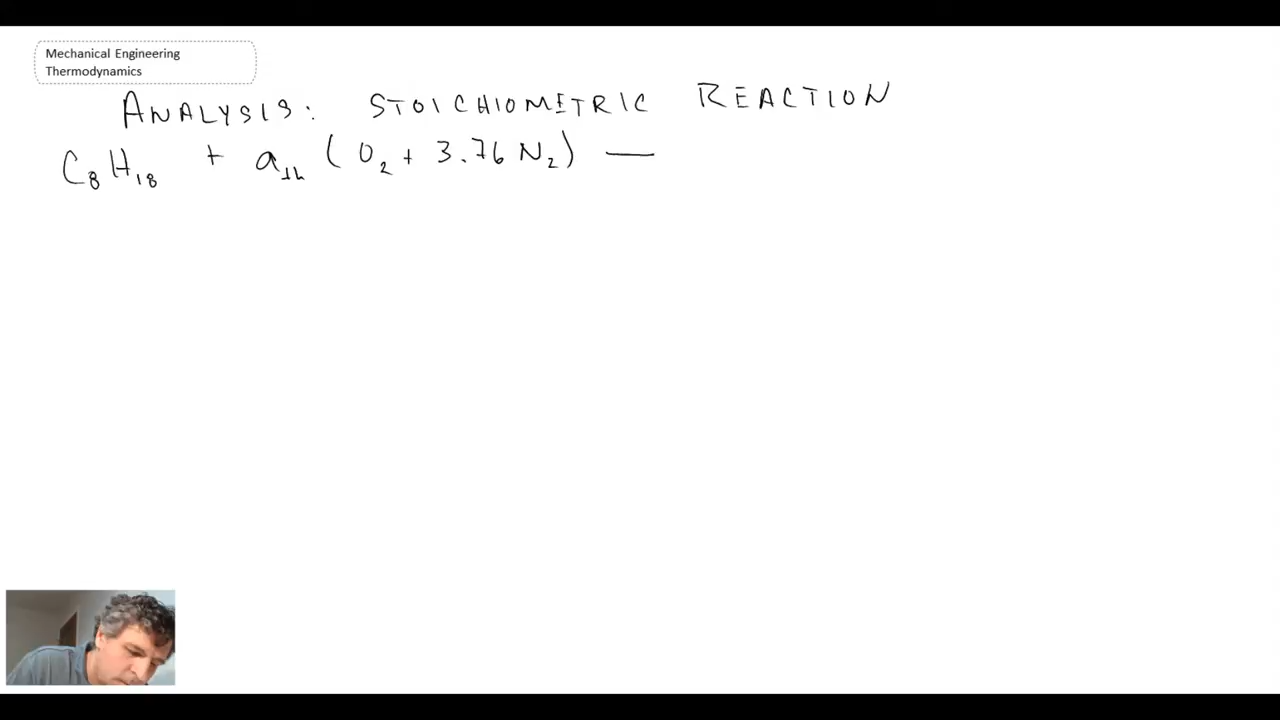 Mechanical Engineering
Thermodynamics
ANALYSIS: STOICHIOMETRIC REACTION
C₈H₁₈ + aₜₕ (O₂ + 3.76 N₂) —